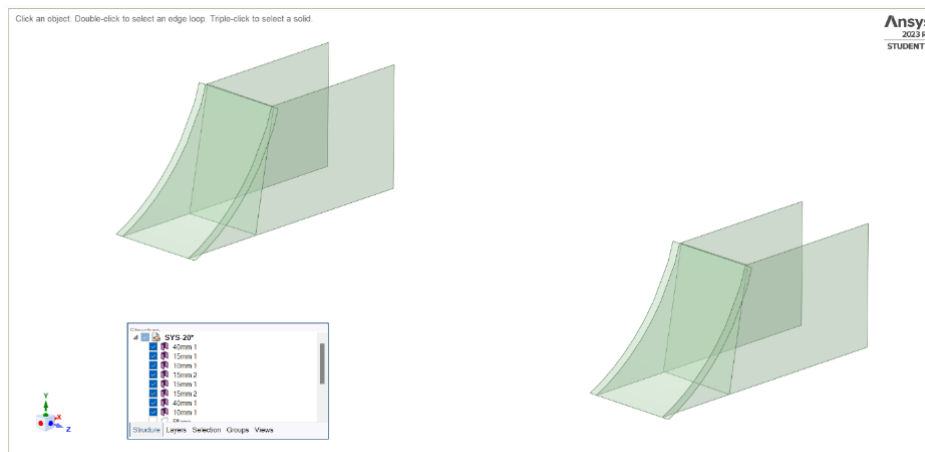 Click an object. Double-click to select an edge loop. Triple-click to select a solid.
Ansys
2023 R
STUDENT
SYS-20*
40mm 1
15mm 1
10mm 1
15mm 2
15mm 1
15mm 2
40mm 1
10mm 1
Structure Layers Selection Groups Views
Y
X
Z